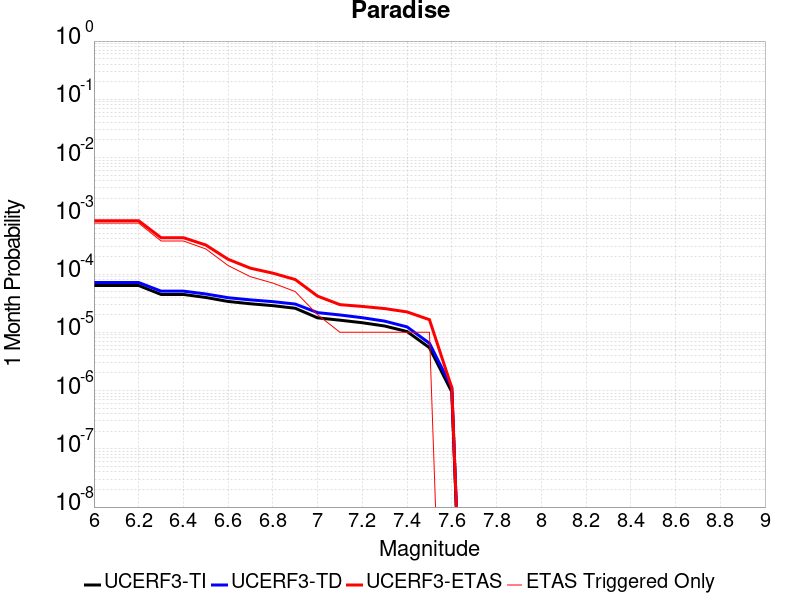 Paradise
10^0
10^-1
10^-2
10^-3
10^-4
10^-5
10^-6
10^-7
10^-8
1 Month Probability
6 6.2 6.4 6.6 6.8 7 7.2 7.4 7.6 7.8 8 8.2 8.4 8.6 8.8 9
Magnitude
UCERF3-TI UCERF3-TD UCERF3-ETAS ETAS Triggered Only